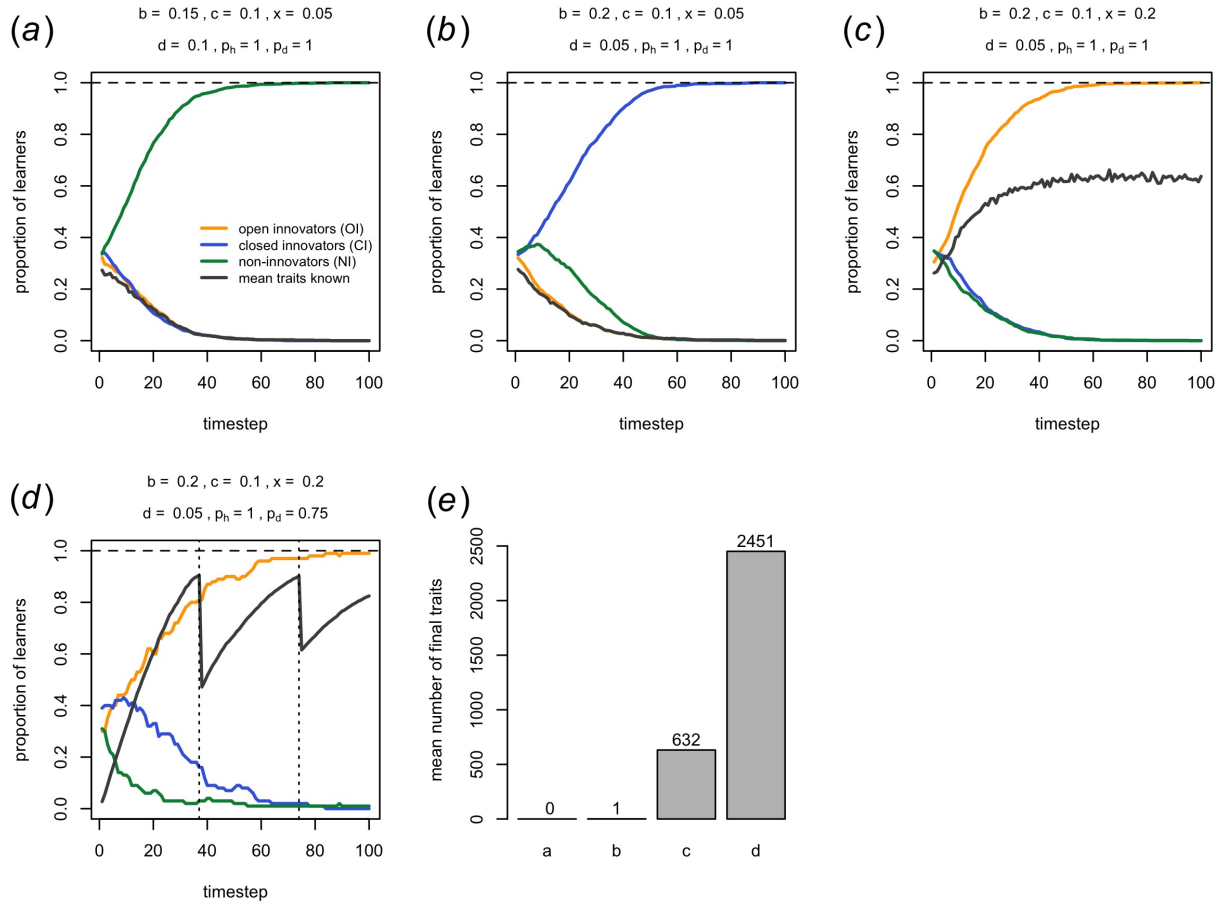 (a)
b = 0.15 , c = 0.1 , x = 0.05
d = 0.1 , ph = 1 , pd = 1
proportion of learners
1.0
0.8
0.6
0.4
0.2
0.0
open innovators (OI)
closed innovators (CI)
non-innovators (NI)
mean traits known
0 20 40 60 80 100
timestep
(b)
b = 0.2 , c = 0.1 , x = 0.05
d = 0.05 , ph = 1 , pd = 1
proportion of learners
1.0
0.8
0.6
0.4
0.2
0.0
0 20 40 60 80 100
timestep
(c)
b = 0.2 , c = 0.1 , x = 0.2
d = 0.05 , ph = 1 , pd = 1
proportion of learners
1.0
0.8
0.6
0.4
0.2
0.0
0 20 40 60 80 100
timestep
(d)
b = 0.2 , c = 0.1 , x = 0.2
d = 0.05 , ph = 1 , pd = 0.75
proportion of learners
1.0
0.8
0.6
0.4
0.2
0.0
0 20 40 60 80 100
timestep
(e)
mean number of final traits
2500
2000
1500
1000
500
0
0
1
632
2451
a b c d